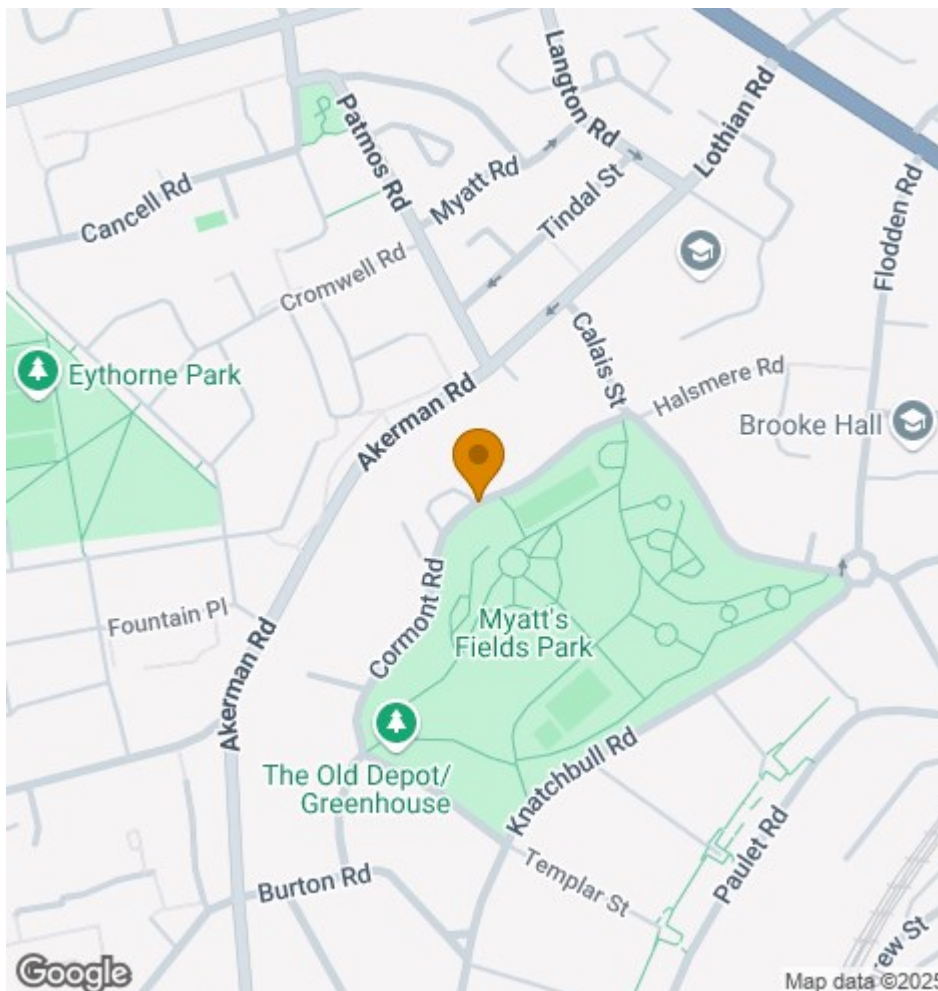 Langton Rd
Lothian Rd
Patmos Rd
Myatt Rd
Tindal St
Cancell Rd
Flodden Rd
Cromwell Rd
Calais St
Eythorne Park
Halsmere Rd
Akerman Rd
Brooke Hall
Cormont Rd
Fountain Pl
Myatt's
Fields Park
Akerman Rd
The Old Depot/
Greenhouse
Knatchbull Rd
Paulet Rd
Templar St
Burton Rd
rew St
Google
Map data ©2025